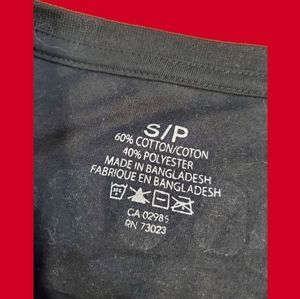 S/P
60% COTTON/COTON
40% POLYESTER
MADE IN BANGLADESH
FABRIQUE EN BANGLADESH
CA 02985
RN 73023